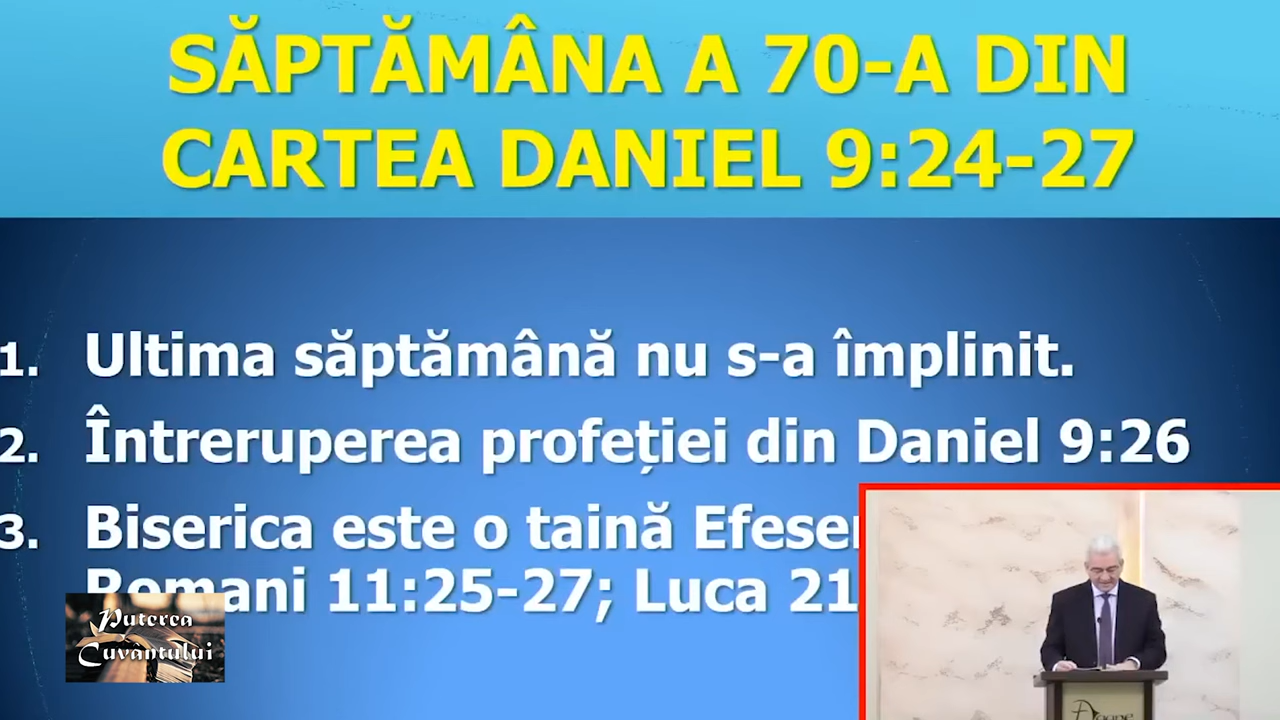 SĂPTĂMÂNA A 70-A DIN
CARTEA DANIEL 9:24-27
1. Ultima săptămână nu s-a împlinit.
2. Întreruperea profeției din Daniel 9:26
3. Biserica este o taină
Romani 11:25-27; Luca 21
Puterea
Cuvântului